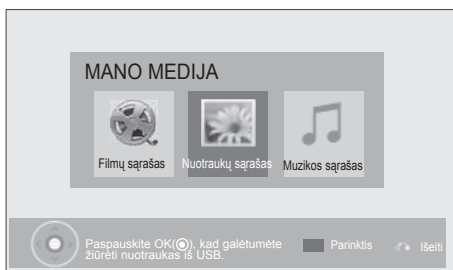 MANO MEDIJA
Filmų sąrašas
Nuotraukų sąrašas
Muzikos sąrašas
Paspauskite OK(◉), kad galėtumėte
žiūrėti nuotraukas iš USB.
Parinktis
Išeiti